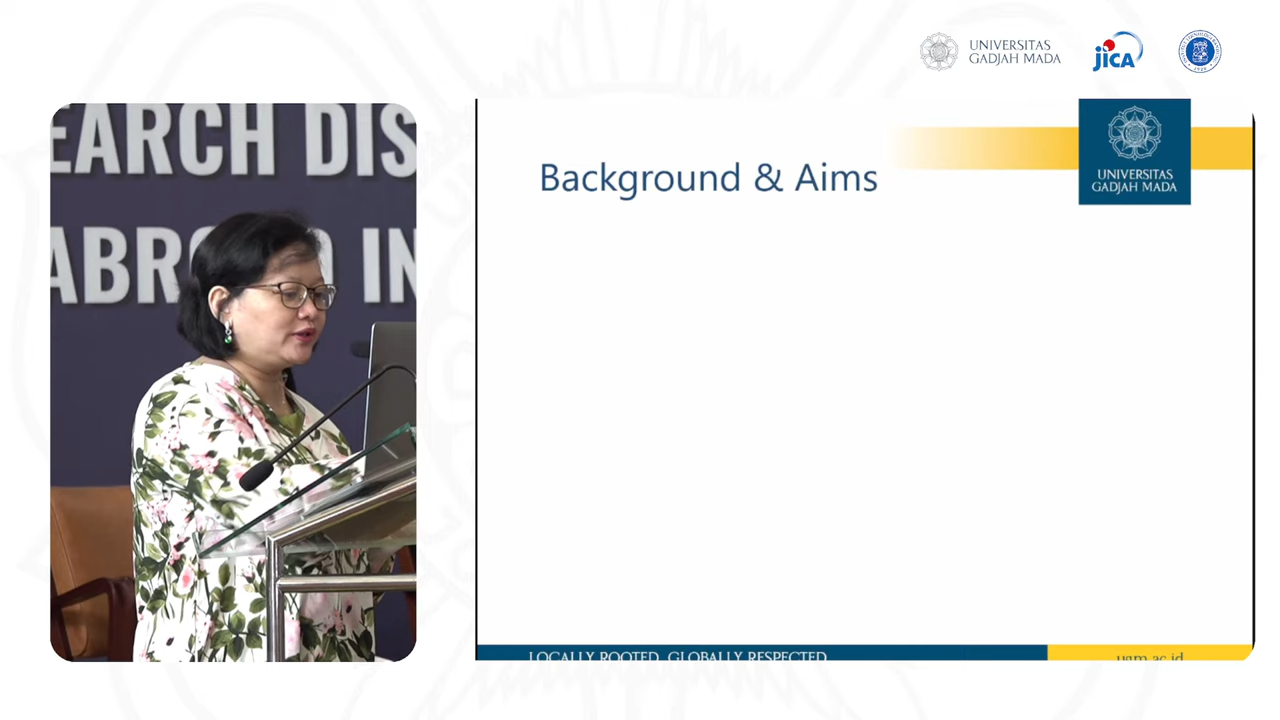 UNIVERSITAS
GADJAH MADA
JICA
EARCH DIS
ABR
IN
Background & Aims
UNIVERSITAS
GADJAH MADA
LOCALLY ROOTED, GLOBALLY RESPECTED
ugm.ac.id